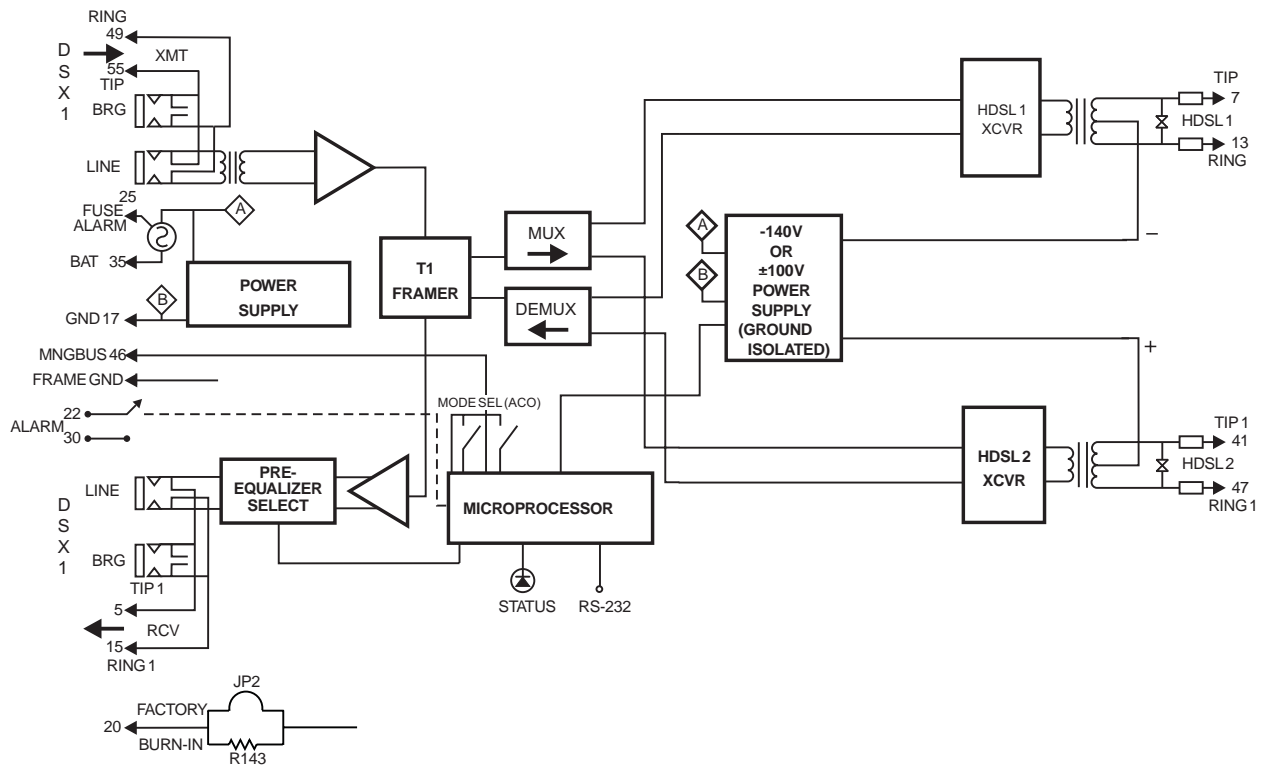 RING
49
D
S
X
1
XMT
55
TIP
BRG
LINE
25
FUSE
ALARM
A
BAT 35
B
GND 17
POWER
SUPPLY
MNGBUS 46
FRAME GND
22
ALARM
30
T1
FRAMER
MUX
DEMUX
A
B
-140V
OR
±100V
POWER
SUPPLY
(GROUND
ISOLATED)
HDSL 1
XCVR
TIP
7
HDSL 1
13
RING
−
+
HDSL 2
XCVR
TIP 1
41
HDSL 2
47
RING 1
MODE SEL (ACO)
MICROPROCESSOR
STATUS
RS-232
PRE-
EQUALIZER
SELECT
LINE
D
S
X
1
BRG
TIP 1
5
RCV
15
RING 1
JP2
FACTORY
20
BURN-IN
R143